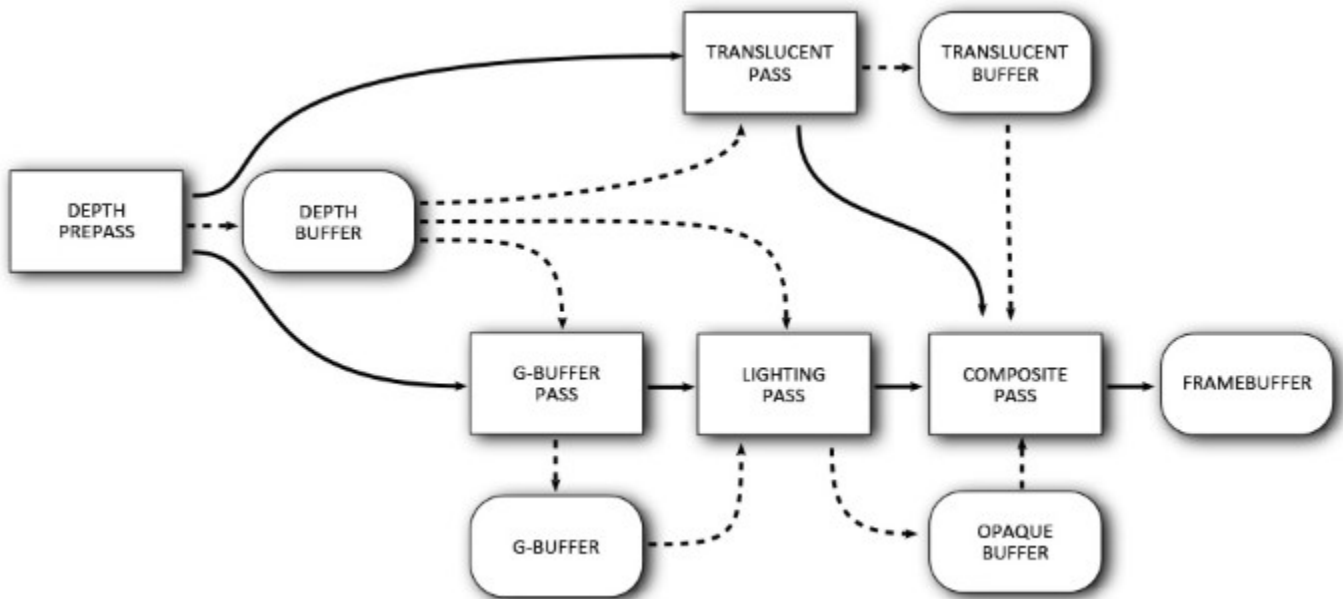 TRANSLUCENT
PASS
TRANSLUCENT
BUFFER
DEPTH
PREPASS
DEPTH
BUFFER
G-BUFFER
PASS
LIGHTING
PASS
COMPOSITE
PASS
FRAMEBUFFER
G-BUFFER
OPAQUE
BUFFER